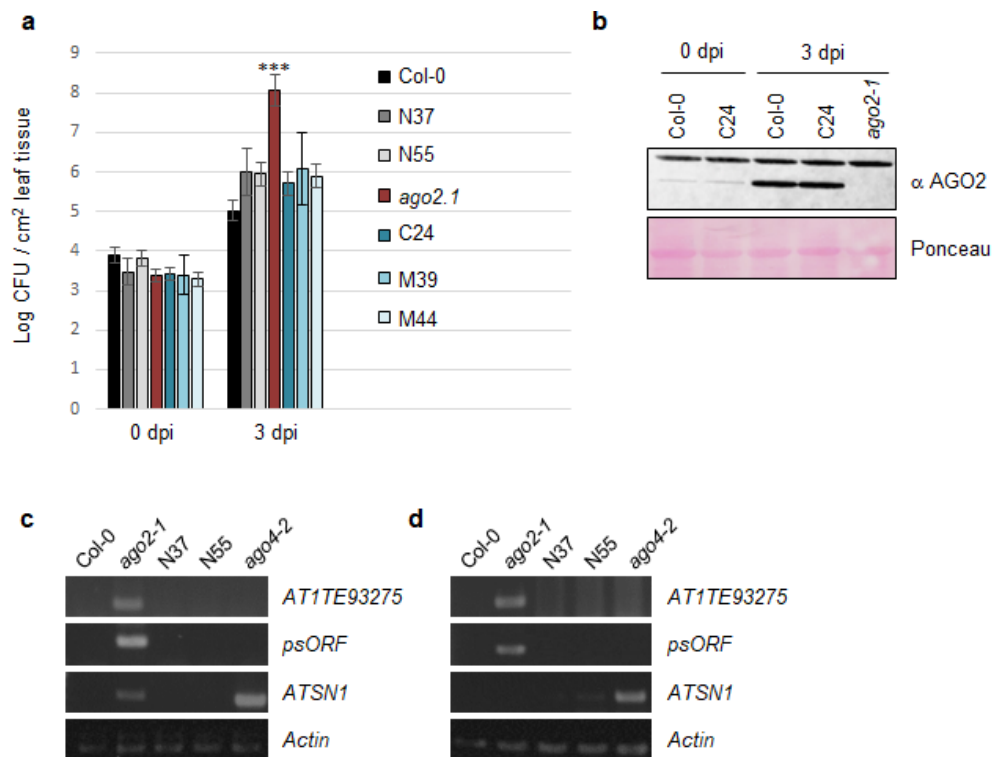 a
Log CFU / cm2 leaf tissue
9
8
7
6
5
4
3
2
1
0
***
0 dpi
3 dpi
Col-0
N37
N55
ago2.1
C24
M39
M44
b
0 dpi
3 dpi
Col-0
C24
Col-0
C24
ago2-1
α AGO2
Ponceau
c
Col-0
ago2-1
N37
N55
ago4-2
AT1TE93275
psORF
ATSN1
Actin
d
Col-0
ago2-1
N37
N55
ago4-2
AT1TE93275
psORF
ATSN1
Actin